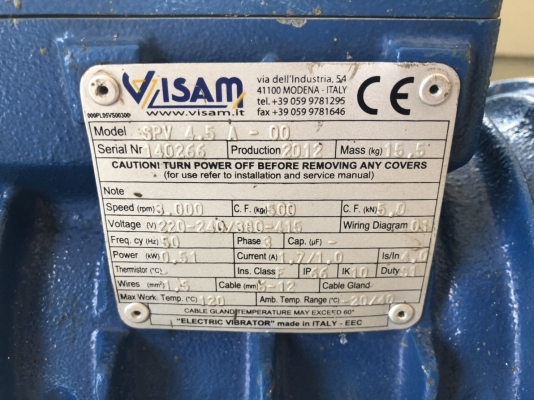 VISAM
www.visam.it
via dell'Industria, 54
41100 MODENA - ITALY
tel. +39 059 9781295
fax +39 059 9781646
CE
Model SPV 4,5 A - 00
Serial Nr 140266 Production 2012 Mass (kg) 15,5
CAUTION! TURN POWER OFF BEFORE REMOVING ANY COVERS
(for use refer to installation and service manual)
Note
Speed (rpm) 3.000 C. F. (kg) 500 C. F. (kN) 5,0
Voltage (V) 220-240/380-415 Wiring Diagram
Freq.cy (Hz) 50 Phase 3 Cap. (µF) -
Power (kW) 0,51 Current (A) 1,7/1,0 Is/In 4,0
Thermistor (°C) - Ins. Class. F IP 66 IK 10 Duty S1
Wires (mm²) 1,5 Cable (mm) Cable Gland
Max.Work. Temp. (°C) 120 Amb. Temp. Range (°C) -20/40
CABLE GLAND TEMPERATURE MAY EXCEED 60°
"ELECTRIC VIBRATOR" made in ITALY - EEC